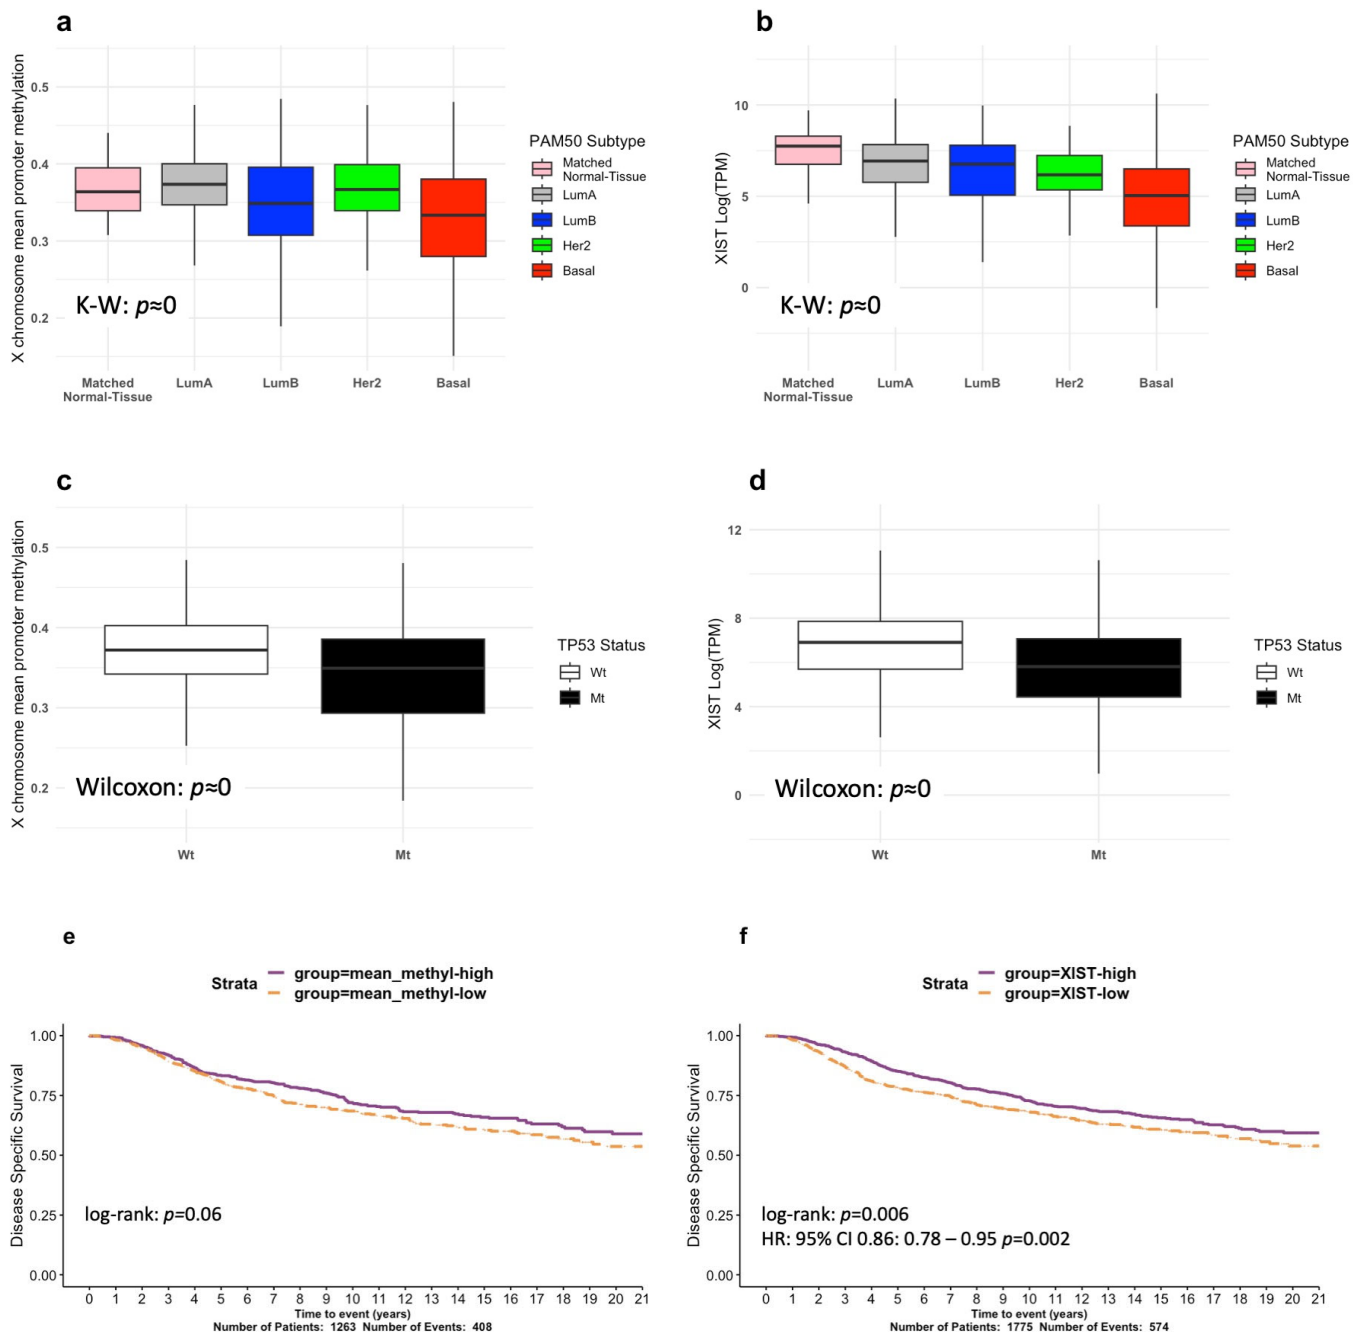 a
X chromosome mean promoter methylation
0.5
0.4
0.3
0.2
K-W: p≈0
Matched
Normal-Tissue
LumA
LumB
Her2
Basal
PAM50 Subtype
Matched
Normal-Tissue
LumA
LumB
Her2
Basal
b
XIST Log(TPM)
10
5
0
K-W: p≈0
Matched
Normal-Tissue
LumA
LumB
Her2
Basal
PAM50 Subtype
Matched
Normal-Tissue
LumA
LumB
Her2
Basal
c
X chromosome mean promoter methylation
0.5
0.4
0.3
0.2
Wilcoxon: p≈0
Wt
Mt
TP53 Status
Wt
Mt
d
XIST Log(TPM)
12
8
4
0
Wilcoxon: p≈0
Wt
Mt
TP53 Status
Wt
Mt
e
Strata
group=mean_methyl-high
group=mean_methyl-low
Disease Specific Survival
1.00
0.75
0.50
0.25
0.00
log-rank: p=0.06
0 1 2 3 4 5 6 7 8 9 10 11 12 13 14 15 16 17 18 19 20 21
Time to event (years)
Number of Patients: 1263 Number of Events: 408
f
Strata
group=XIST-high
group=XIST-low
Disease Specific Survival
1.00
0.75
0.50
0.25
0.00
log-rank: p=0.006
HR: 95% CI 0.86: 0.78 – 0.95 p=0.002
0 1 2 3 4 5 6 7 8 9 10 11 12 13 14 15 16 17 18 19 20 21
Time to event (years)
Number of Patients: 1775 Number of Events: 574